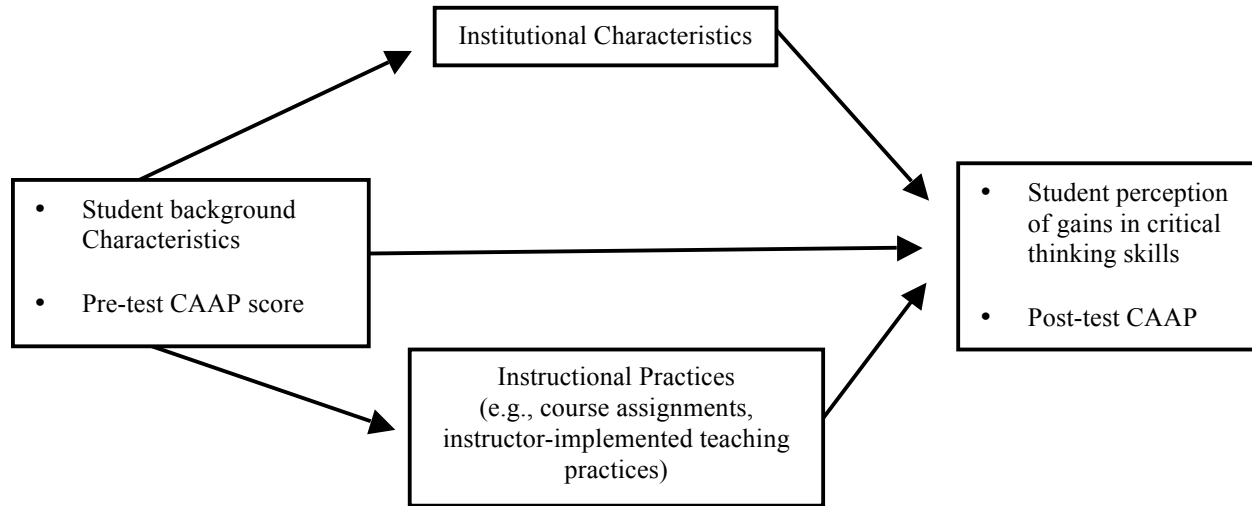 Institutional Characteristics
• Student background
Characteristics
• Pre-test CAAP score
• Student perception
of gains in critical
thinking skills
• Post-test CAAP
Instructional Practices
(e.g., course assignments,
instructor-implemented teaching
practices)